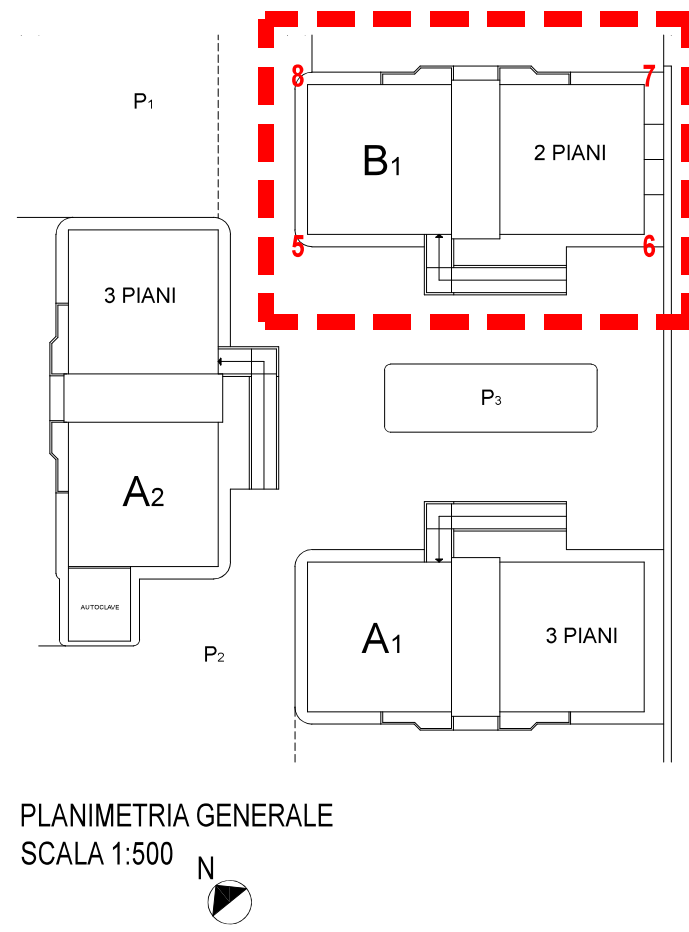 8
7
P1
B1
2 PIANI
5
6
3 PIANI
P3
A2
AUTOCLAVE
A1
3 PIANI
P2
PLANIMETRIA GENERALE
SCALA 1:500
N